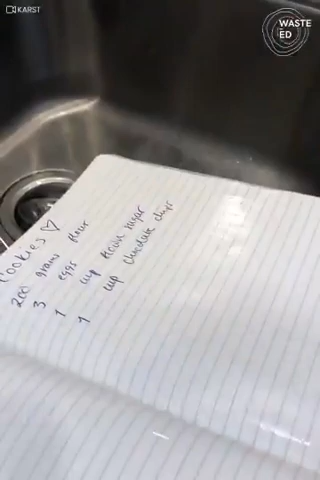 KARST
WASTE
ED
Cookies ♡
200 grams flour
3 eggs
1 cup brown sugar
1 cup chocolate chips